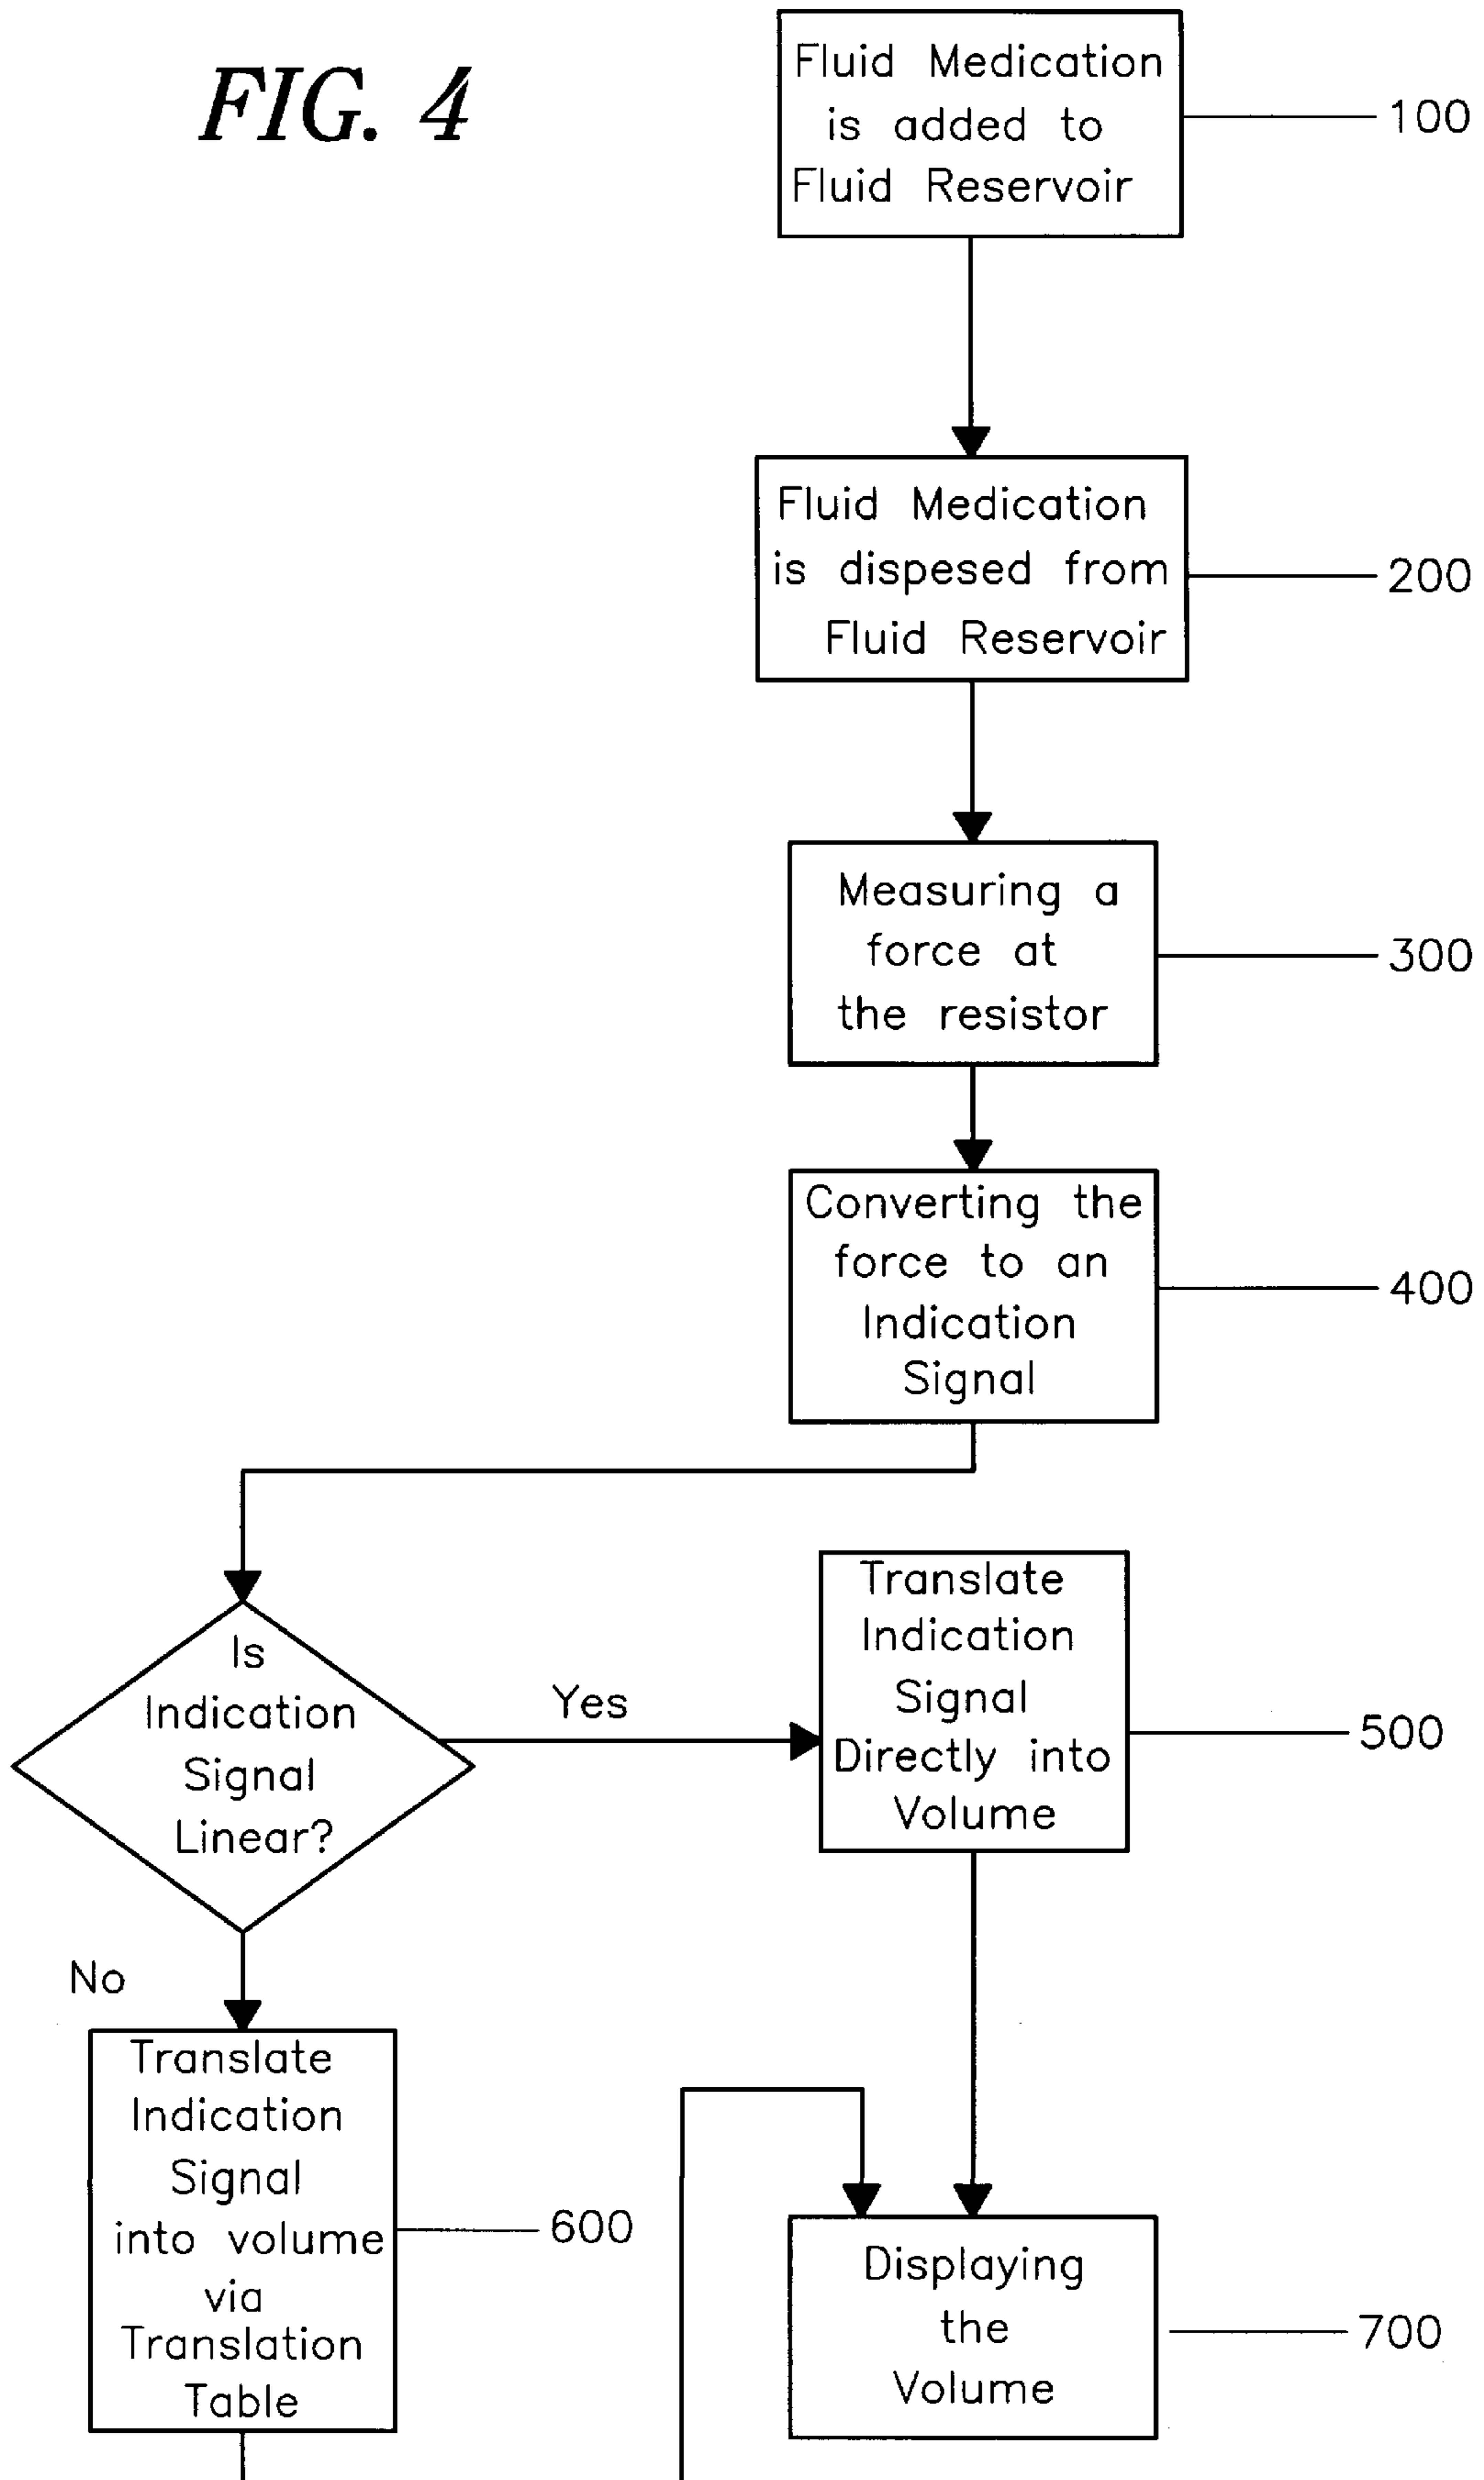 FIG. 4
Fluid Medication
is added to
Fluid Reservoir
100
Fluid Medication
is dispesed from
Fluid Reservoir
200
Measuring a
force at
the resistor
300
Converting the
force to an
Indication
Signal
400
Is
Indication
Signal
Linear?
Yes
Translate
Indication
Signal
Directly into
Volume
500
No
Translate
Indication
Signal
into volume
via
Translation
Table
600
Displaying
the
Volume
700